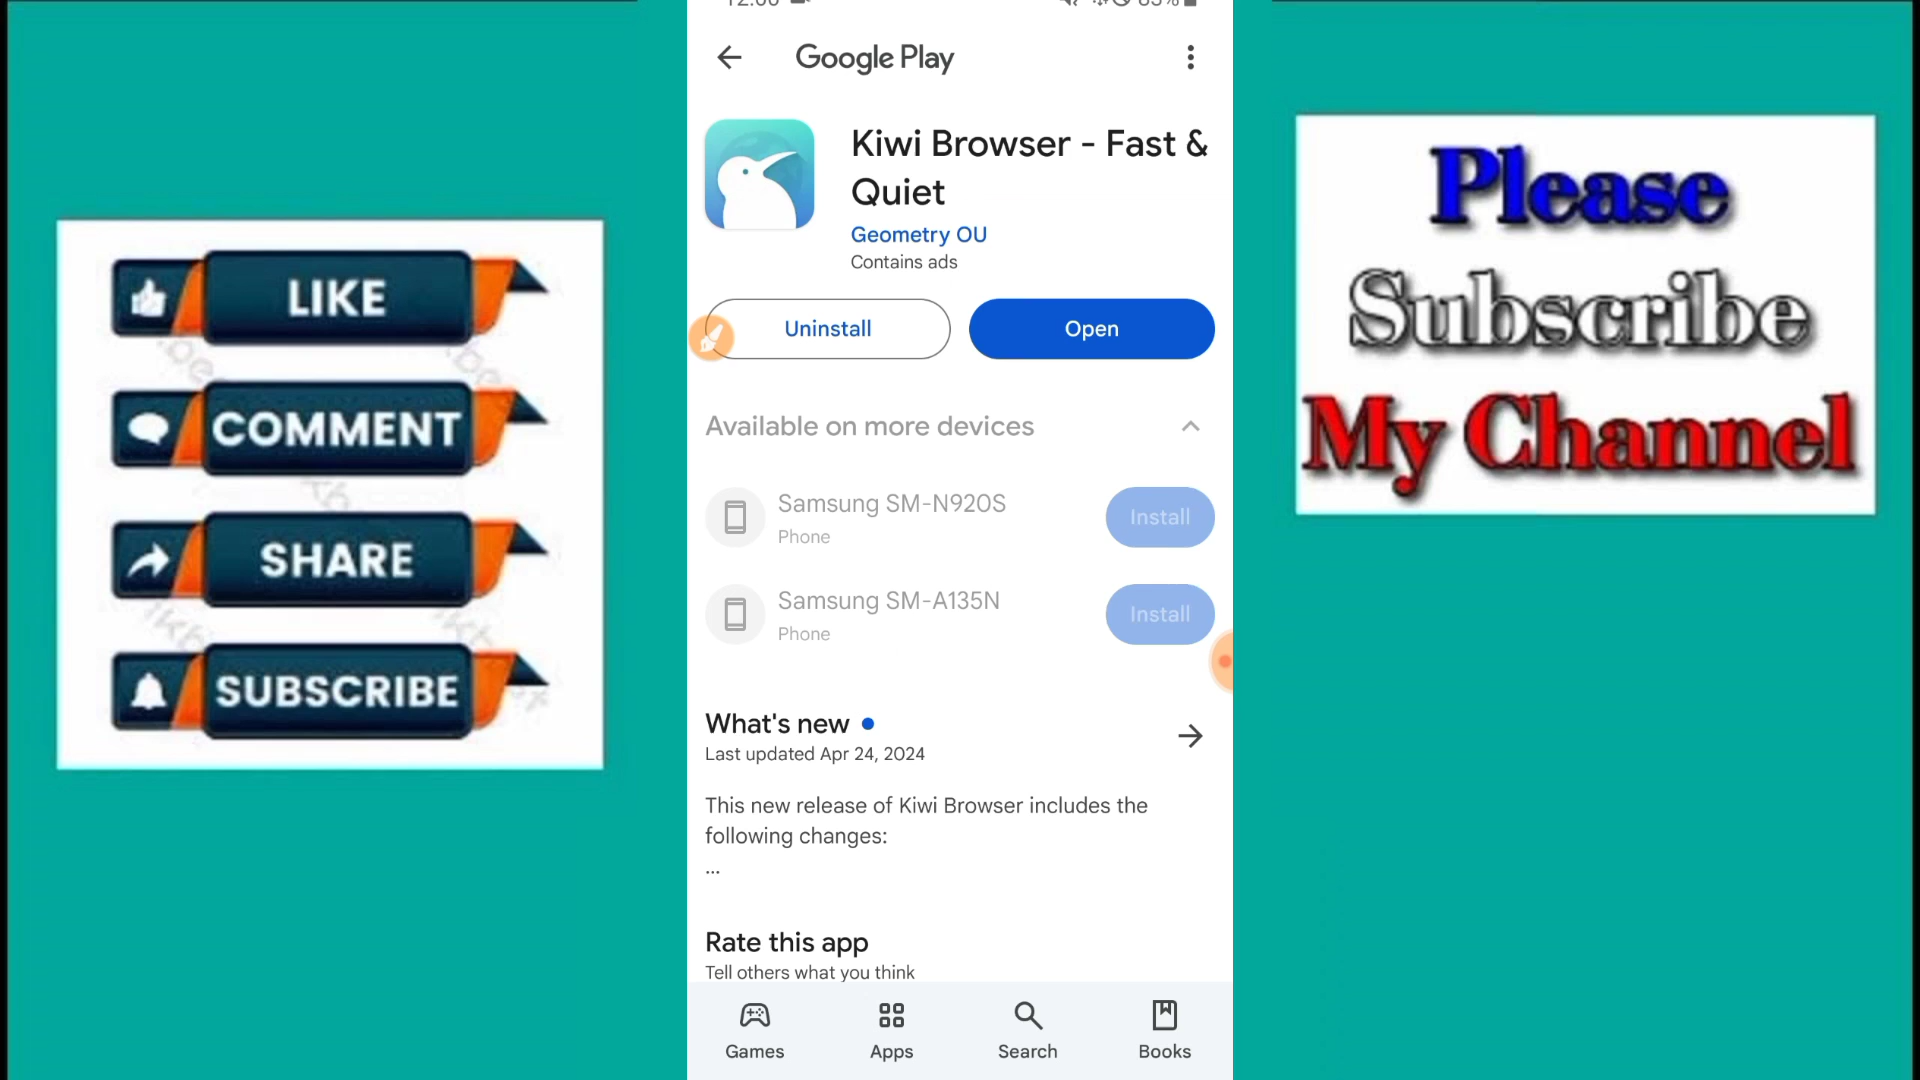 LIKE
COMMENT
SHARE
SUBSCRIBE
Google Play
Kiwi Browser - Fast &
Quiet
Geometry OU
Contains ads
Uninstall
Open
Available on more devices
Samsung SM-N920S
Phone
Install
Samsung SM-A135N
Phone
Install
What's new
Last updated Apr 24, 2024
This new release of Kiwi Browser includes the
following changes:
...
Rate this app
Tell others what you think
Games
Apps
Search
Books
Please
Subscribe
My Channel